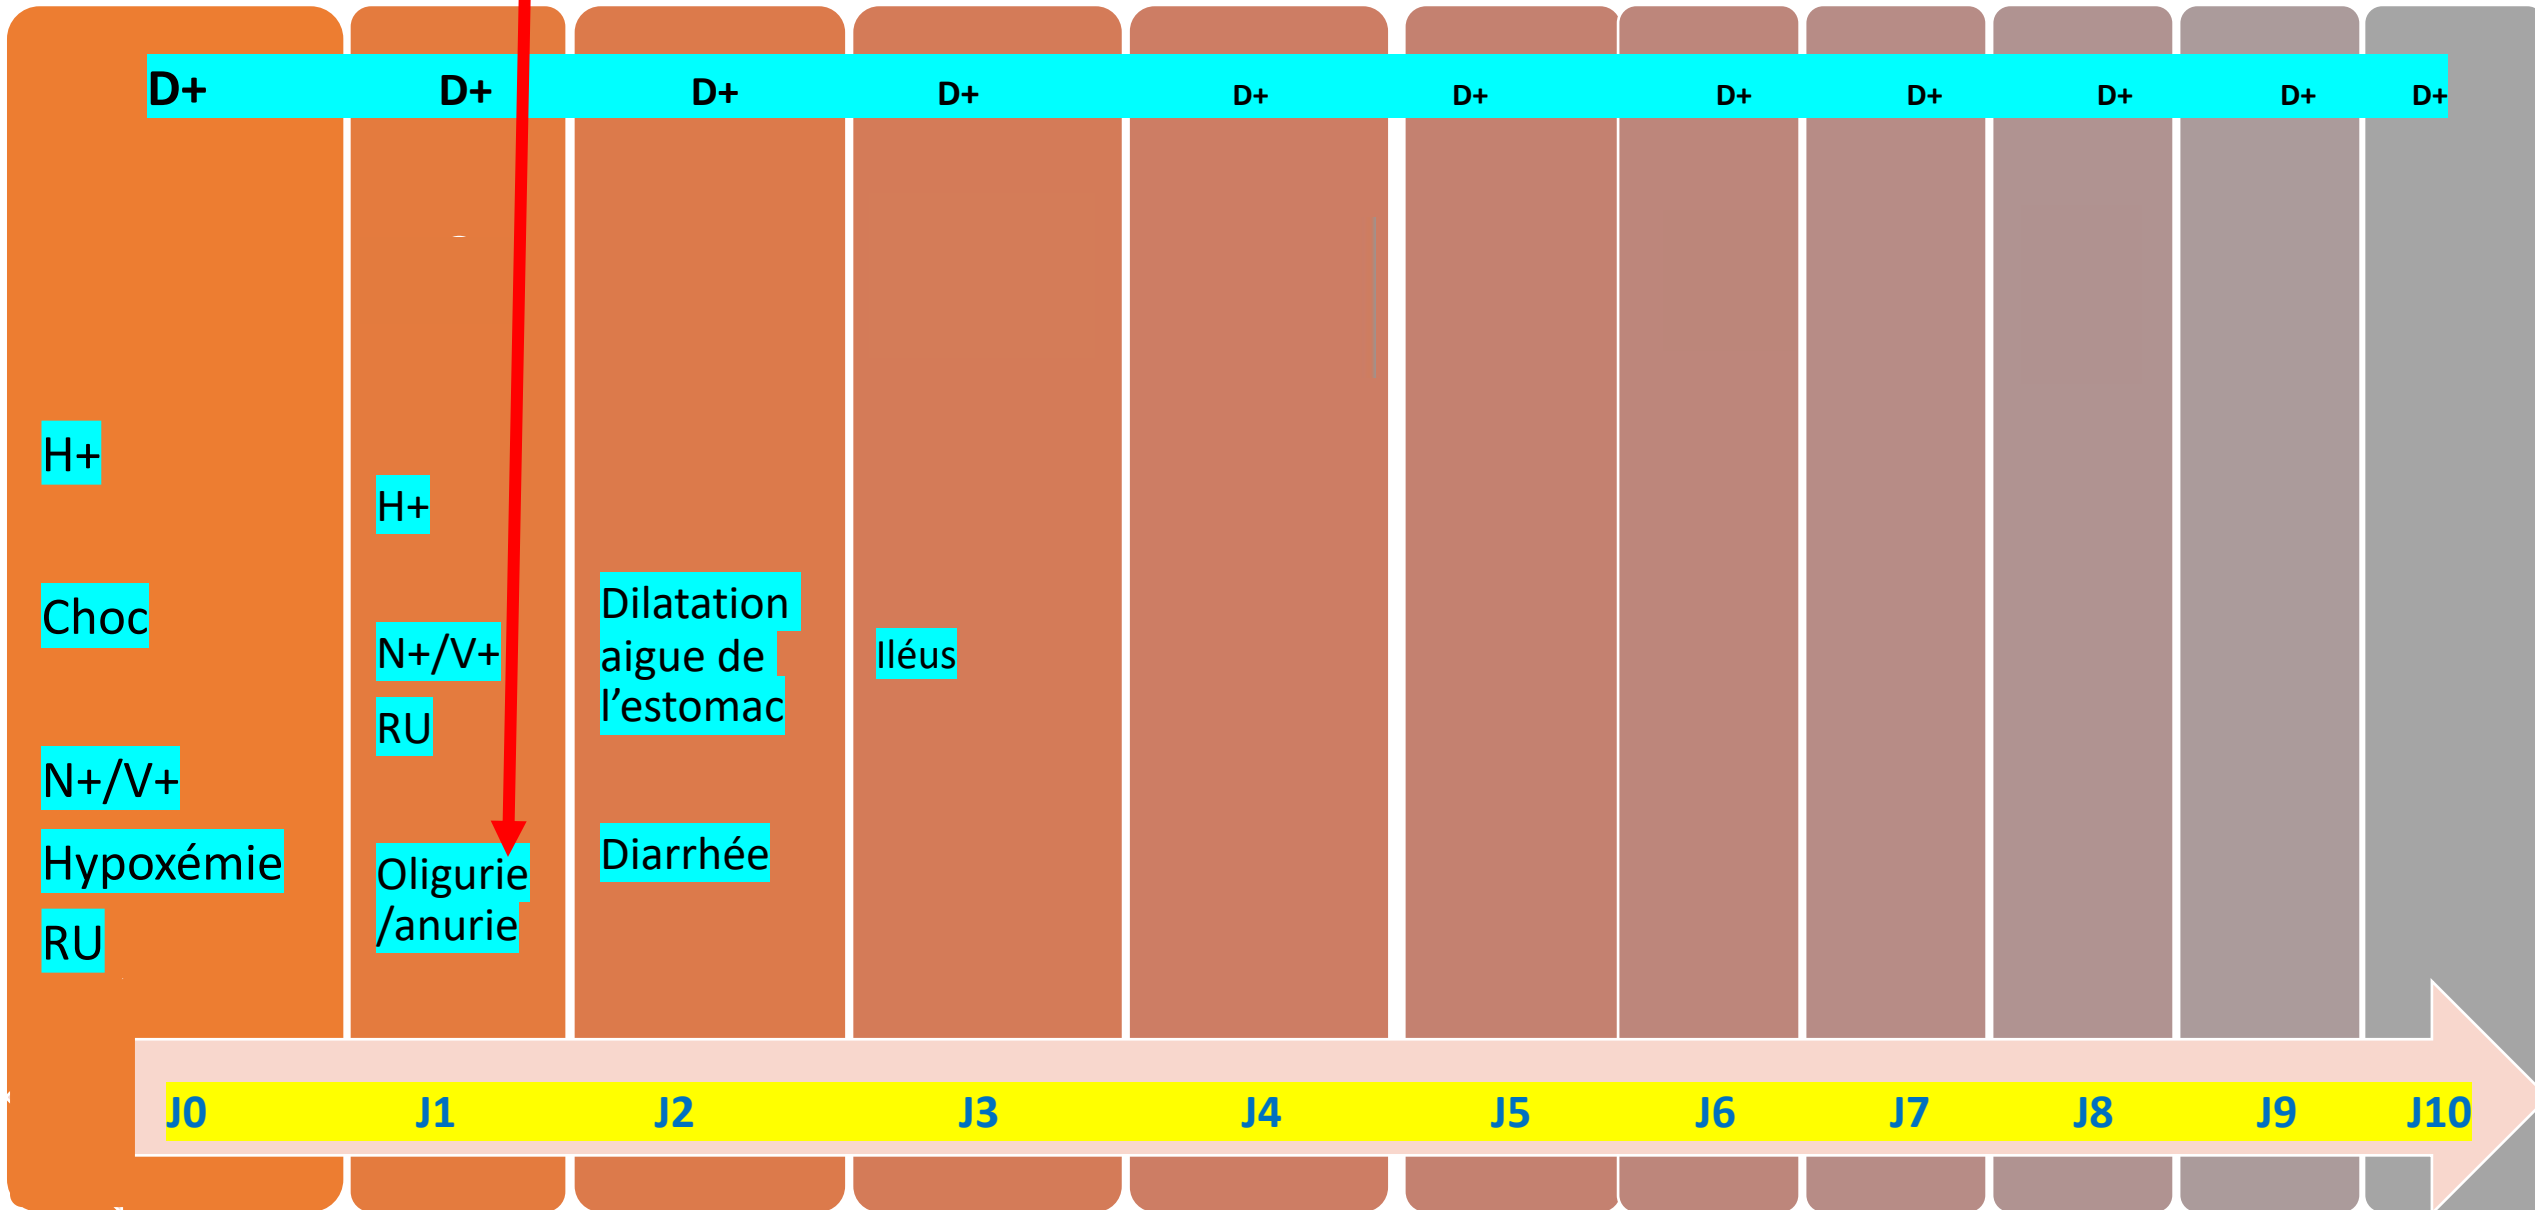 D+ D+ D+ D+ D+ D+ D+ D+ D+ D+ D+
H+
Choc
N+/V+
Hypoxémie
RU
H+
N+/V+
RU
Oligurie
/anurie
Dilatation
aigue de
l’estomac
Diarrhée
Iléus
J0 J1 J2 J3 J4 J5 J6 J7 J8 J9 J10